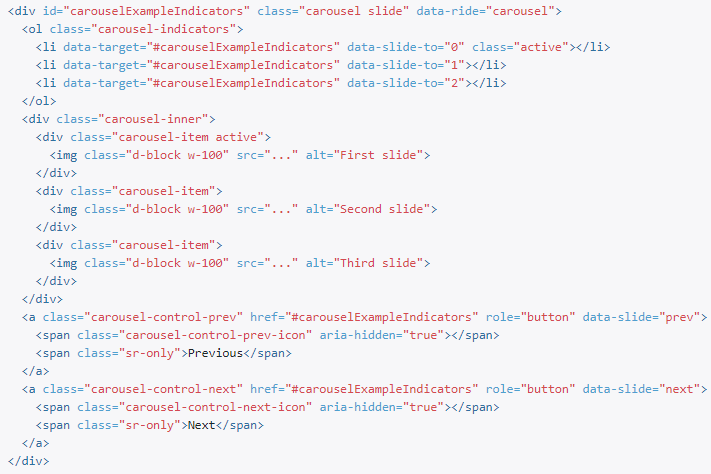 <div id="carouselExampleIndicators" class="carousel slide" data-ride="carousel">
  <ol class="carousel-indicators">
    <li data-target="#carouselExampleIndicators" data-slide-to="0" class="active"></li>
    <li data-target="#carouselExampleIndicators" data-slide-to="1"></li>
    <li data-target="#carouselExampleIndicators" data-slide-to="2"></li>
  </ol>
  <div class="carousel-inner">
    <div class="carousel-item active">
      <img class="d-block w-100" src="..." alt="First slide">
    </div>
    <div class="carousel-item">
      <img class="d-block w-100" src="..." alt="Second slide">
    </div>
    <div class="carousel-item">
      <img class="d-block w-100" src="..." alt="Third slide">
    </div>
  </div>
  <a class="carousel-control-prev" href="#carouselExampleIndicators" role="button" data-slide="prev">
    <span class="carousel-control-prev-icon" aria-hidden="true"></span>
    <span class="sr-only">Previous</span>
  </a>
  <a class="carousel-control-next" href="#carouselExampleIndicators" role="button" data-slide="next">
    <span class="carousel-control-next-icon" aria-hidden="true"></span>
    <span class="sr-only">Next</span>
  </a>
</div>